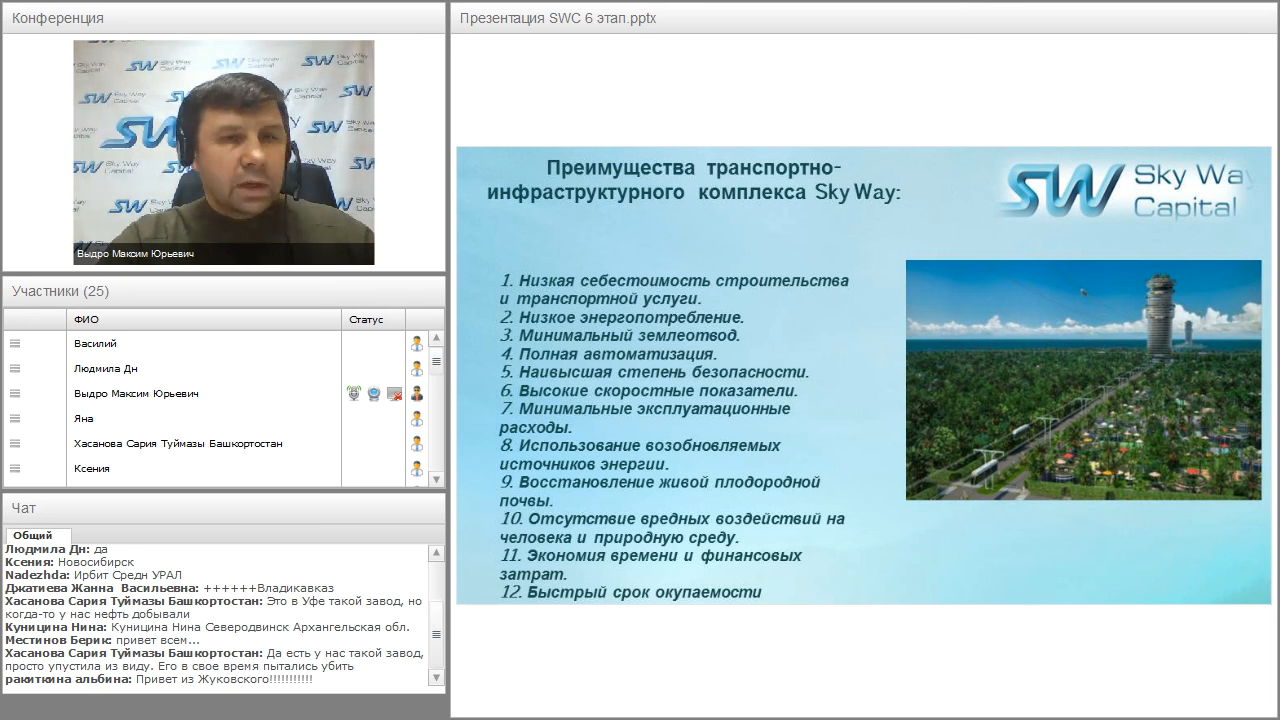 Конференция
Sky Way
Capital
SW
Выдро Максим Юрьевич
Участники (25)
ФИО
Статус
Василий
Людмила Дн
Выдро Максим Юрьевич
Яна
Хасанова Сария Туймазы Башкортостан
Ксения
Чат
Общий
Людмила Дн: да
Ксения: Новосибирск
Nadezhda: Ирбит Средн УРАЛ
Джатиева Жанна Васильевна: ++++++Владикавказ
Хасанова Сария Туймазы Башкортостан: Это в Уфе такой завод, но
когда-то у нас нефть добывали
Куницина Нина: Куницина Нина Северодвинск Архангельская обл.
Местинов Берик: привет всем...
Хасанова Сария Туймазы Башкортостан: Да есть у нас такой завод,
просто упустила из виду. Его в свое время пытались убить
ракиткина альбина: Привет из Жуковского!!!!!!!!!!!
Презентация SWC 6 этап.pptx
Преимущества транспортно-
инфраструктурного комплекса Sky Way:
SW Sky Way
Capital
1. Низкая себестоимость строительства
и транспортной услуги.
2. Низкое энергопотребление.
3. Минимальный землеотвод.
4. Полная автоматизация.
5. Наивысшая степень безопасности.
6. Высокие скоростные показатели.
7. Минимальные эксплуатационные
расходы.
8. Использование возобновляемых
источников энергии.
9. Восстановление живой плодородной
почвы.
10. Отсутствие вредных воздействий на
человека и природную среду.
11. Экономия времени и финансовых
затрат.
12. Быстрый срок окупаемости